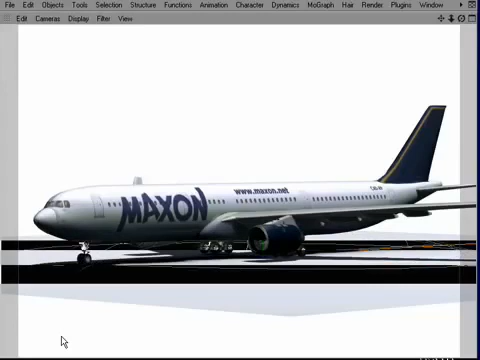 File Edit Objects Tools Selection Structure Functions Animation Character Dynamics MoGraph Hair Render Plugins Window
Edit Cameras Display Filter View
www.maxon.net
MAXON